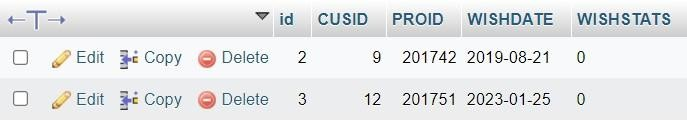 id CUSID PROID WISHDATE WISHSTATS
Edit Copy Delete 2 9 201742 2019-08-21 0
Edit Copy Delete 3 12 201751 2023-01-25 0